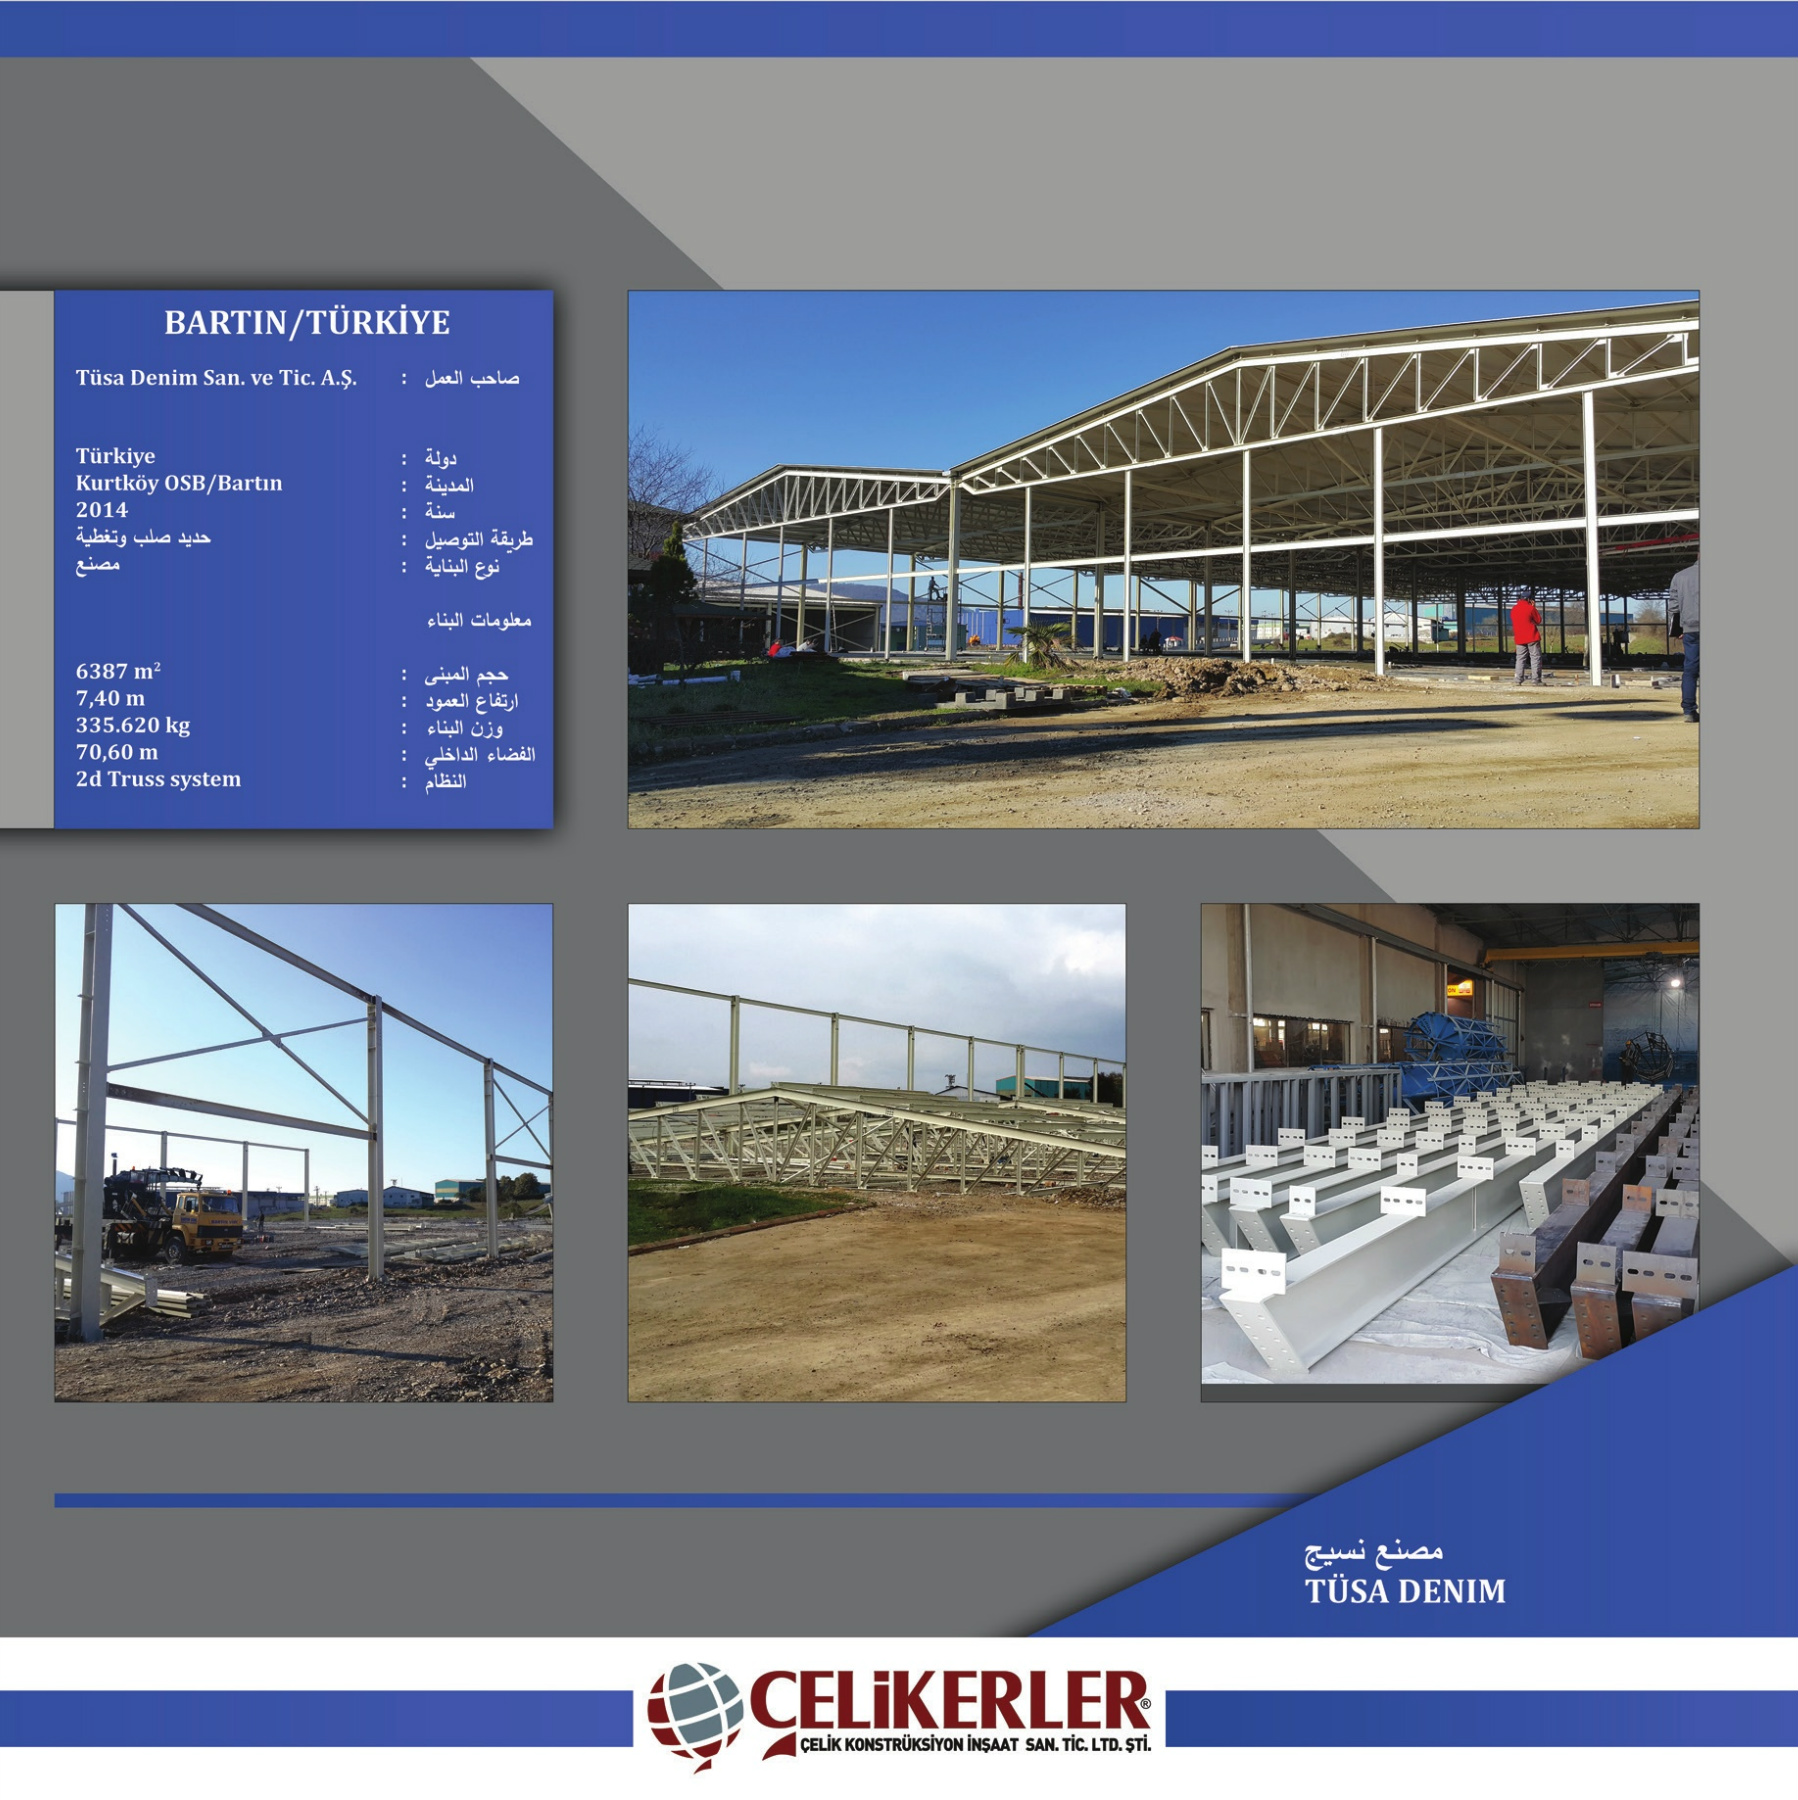 BARTIN/TÜRKİYE
Tüsa Denim San. ve Tic. A.Ş. : صاحب العمل
Türkiye : دولة
Kurtköy OSB/Bartın : المدينة
2014 : سنة
حديد صلب وتغطية : طريقة التوصيل
مصنع : نوع البناية
معلومات البناء
6387 m² : حجم المبنى
7,40 m : ارتفاع العمود
335.620 kg : وزن البناء
70,60 m : الفضاء الداخلي
2d Truss system : النظام
مصنع نسيج
TÜSA DENIM
ÇELİKERLER®
ÇELİK KONSTRÜKSİYON İNŞAAT SAN. TİC. LTD. ŞTİ.